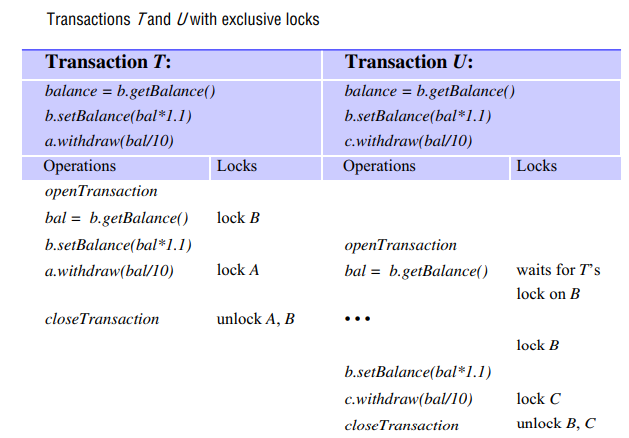 Transactions T and U with exclusive locks
Transaction T: Transaction U:
balance = b.getBalance() balance = b.getBalance()
b.setBalance(bal*1.1) b.setBalance(bal*1.1)
a.withdraw(bal/10) c.withdraw(bal/10)
Operations Locks Operations Locks
openTransaction
bal = b.getBalance() lock B
b.setBalance(bal*1.1) openTransaction
a.withdraw(bal/10) lock A bal = b.getBalance() waits for T’s
lock on B
closeTransaction unlock A, B •••
lock B
b.setBalance(bal*1.1)
c.withdraw(bal/10) lock C
closeTransaction unlock B, C